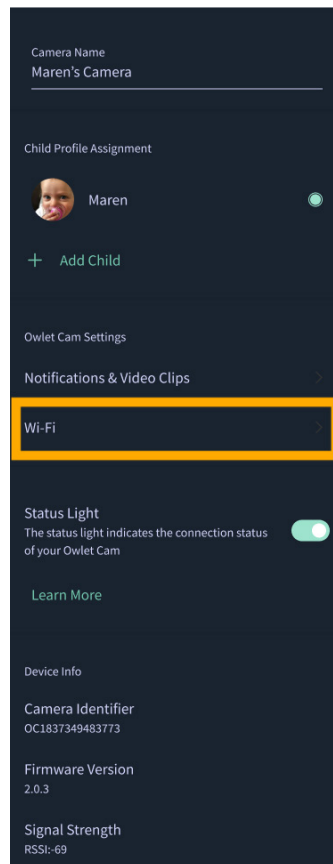 Camera Name
Maren’s Camera
Child Profile Assignment
Maren
+ Add Child
Owlet Cam Settings
Notifications & Video Clips
Wi-Fi
Status Light
The status light indicates the connection status
of your Owlet Cam
Learn More
Device Info
Camera Identifier
OC1837349483773
Firmware Version
2.0.3
Signal Strength
RSSI:-69